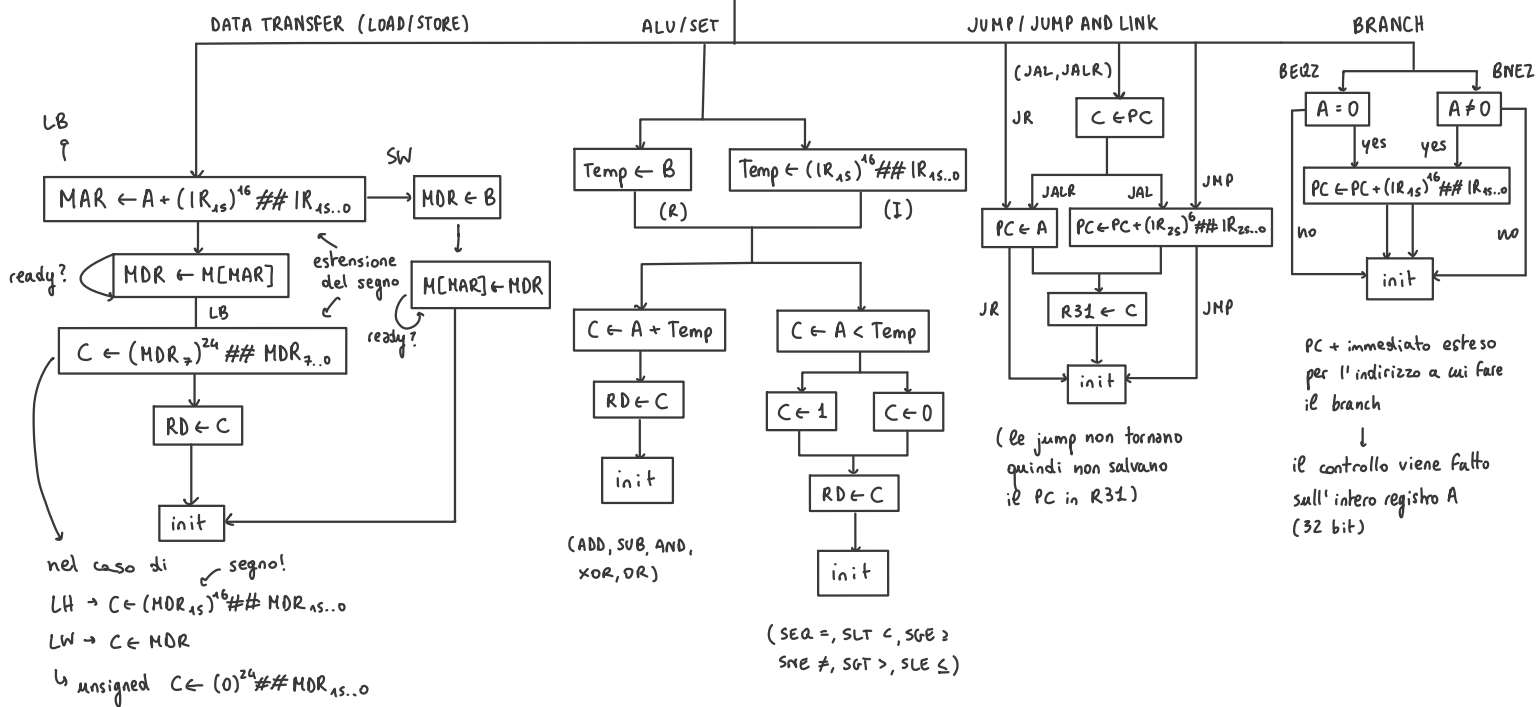 DATA TRANSFER (LOAD/STORE)
LB
MAR ← A + (IR₁₅)¹⁶ ## IR₁₅..₀
SW
MDR ← B
ready?
MDR ← M[MAR]
estensione
del segno
M[MAR] ← MDR
ready?
LB
C ← (MDR₇)²⁴ ## MDR₇..₀
RD ← C
init
nel caso di
segno!
LH → C ← (MDR₁₅)¹⁶ ## MDR₁₅..₀
LW → C ← MDR
↳ unsigned C ← (0)²⁴ ## MDR₁₅..₀
ALU/SET
Temp ← B
Temp ← (IR₁₅)¹⁶ ## IR₁₅..₀
(R)
(I)
C ← A + Temp
RD ← C
init
(ADD, SUB, AND,
XOR, OR)
C ← A < Temp
C ← 1
C ← 0
RD ← C
init
(SEQ =, SLT <, SGE ≥
SNE ≠, SGT >, SLE ≤)
JUMP / JUMP AND LINK
(JAL, JALR)
JR
C ← PC
JALR
JAL
JMP
PC ← A
PC ← PC + (IR₂₅)⁶ ## IR₂₅..₀
JR
R31 ← C
JMP
init
(le jump non tornano
quindi non salvano
il PC in R31)
BRANCH
BEQZ
BNEZ
A = 0
A ≠ 0
yes
yes
PC ← PC + (IR₁₅)¹⁶ ## IR₁₅..₀
no
no
init
PC + immediato esteso
per l'indirizzo a cui fare
il branch
↓
il controllo viene fatto
sull'intero registro A
(32 bit)